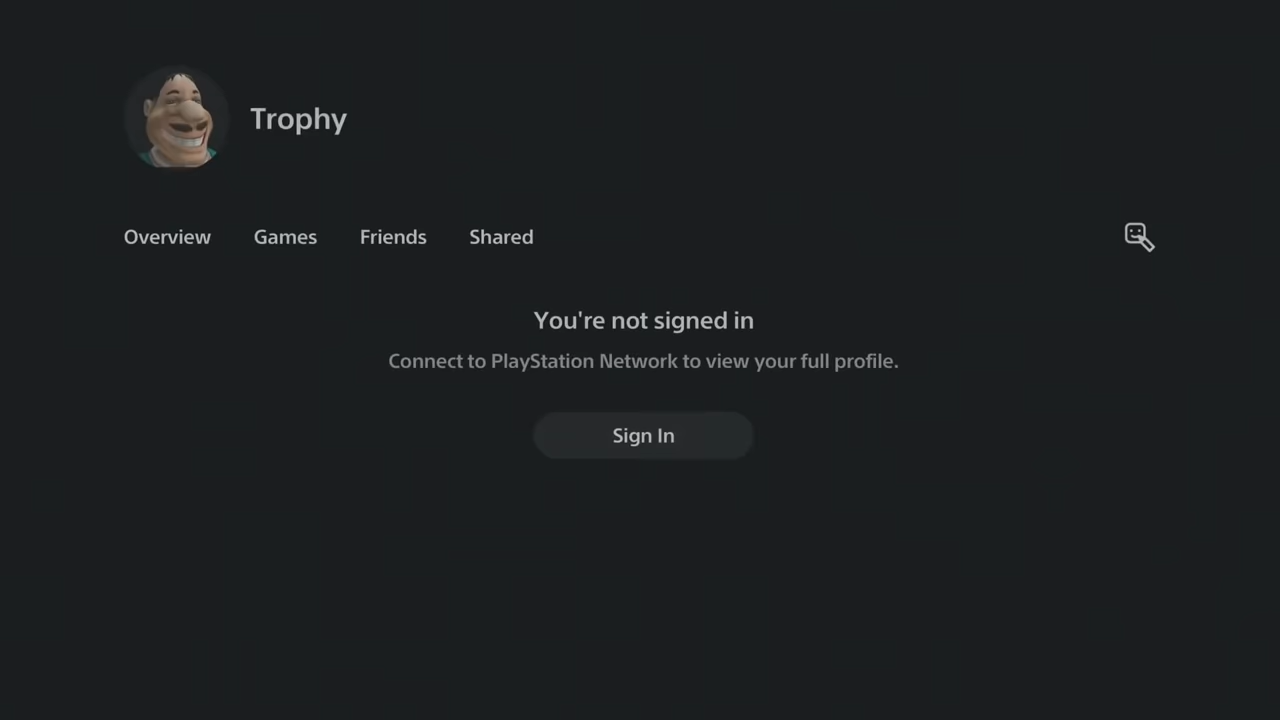 Trophy
Overview Games Friends Shared
You're not signed in
Connect to PlayStation Network to view your full profile.
Sign In